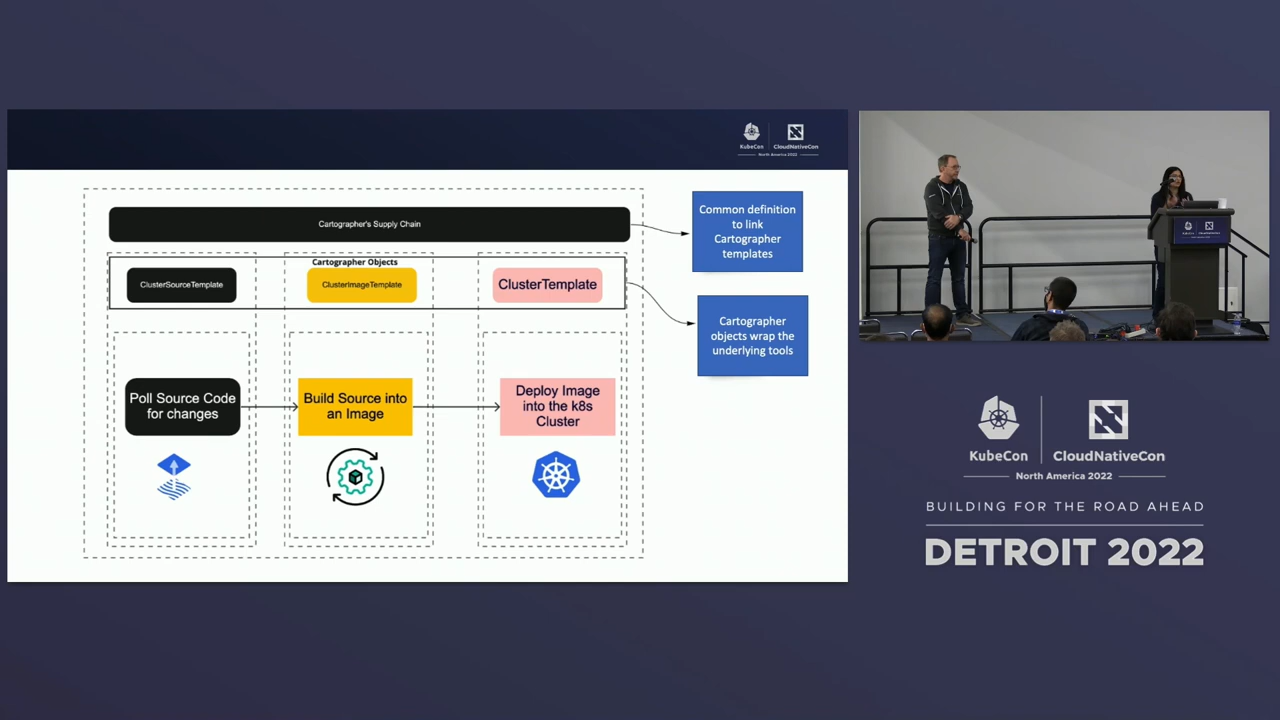 KubeCon
CloudNativeCon
North America 2022
Cartographer's Supply Chain
Cartographer Objects
ClusterSourceTemplate
ClusterImageTemplate
ClusterTemplate
Poll Source Code
for changes
Build Source into
an Image
Deploy Image
into the k8s
Cluster
Common definition
to link
Cartographer
templates
Cartographer
objects wrap the
underlying tools
KubeCon
CloudNativeCon
North America 2022
BUILDING FOR THE ROAD AHEAD
DETROIT 2022